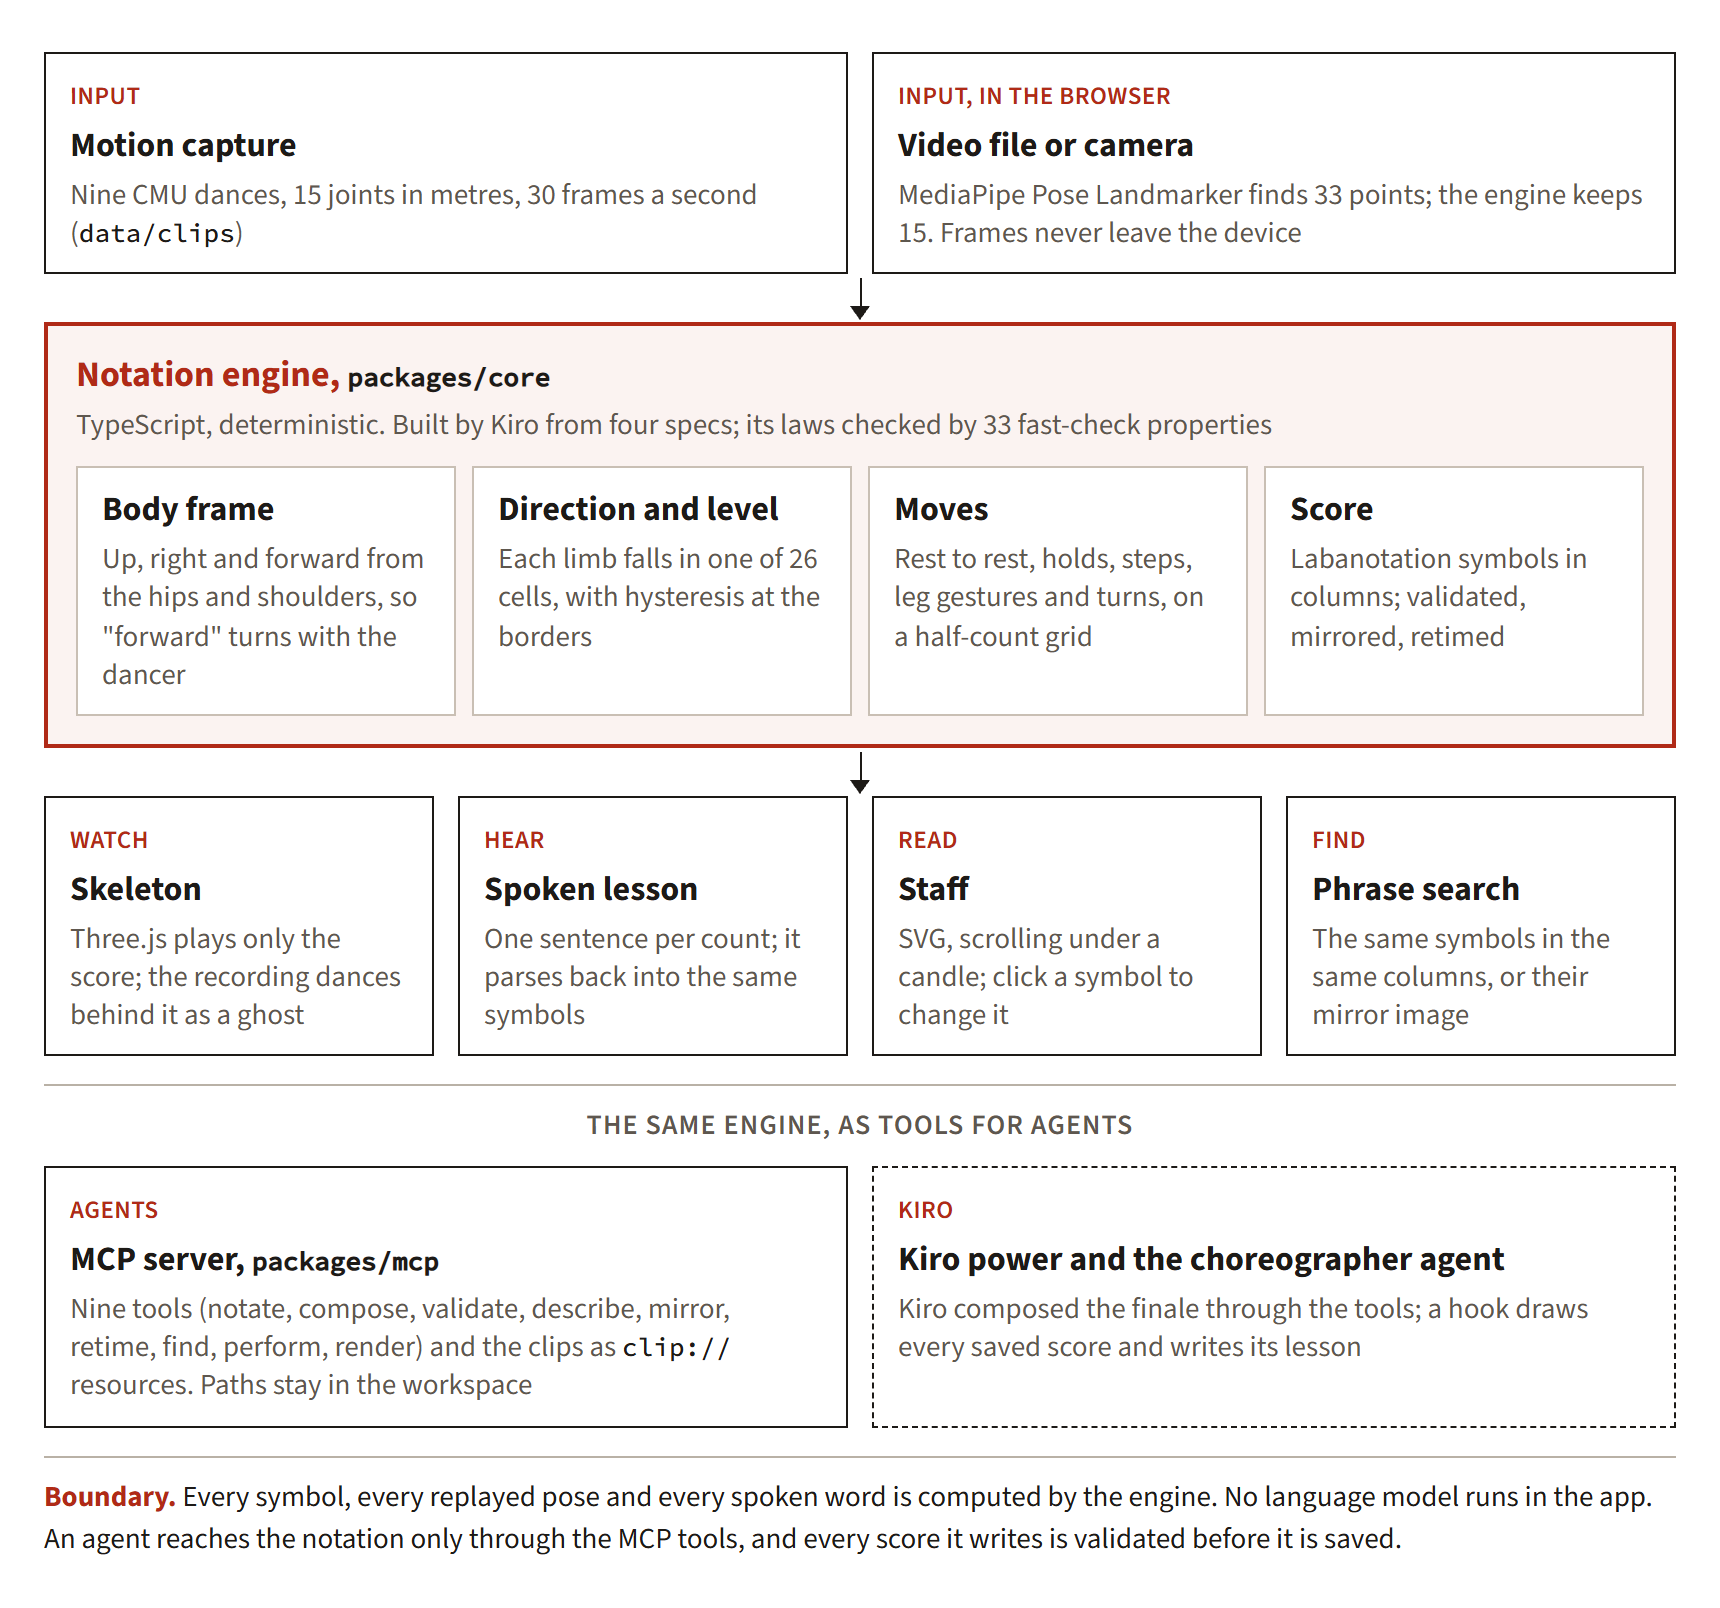 INPUT
Motion capture
Nine CMU dances, 15 joints in metres, 30 frames a second
(data/clips)
INPUT, IN THE BROWSER
Video file or camera
MediaPipe Pose Landmarker finds 33 points; the engine keeps
15. Frames never leave the device
Notation engine, packages/core
TypeScript, deterministic. Built by Kiro from four specs; its laws checked by 33 fast-check properties
Body frame
Up, right and forward from
the hips and shoulders, so
"forward" turns with the
dancer
Direction and level
Each limb falls in one of 26
cells, with hysteresis at the
borders
Moves
Rest to rest, holds, steps,
leg gestures and turns, on
a half-count grid
Score
Labanotation symbols in
columns; validated,
mirrored, retimed
WATCH
Skeleton
Three.js plays only the
score; the recording dances
behind it as a ghost
HEAR
Spoken lesson
One sentence per count; it
parses back into the same
symbols
READ
Staff
SVG, scrolling under a
candle; click a symbol to
change it
FIND
Phrase search
The same symbols in the
same columns, or their
mirror image
THE SAME ENGINE, AS TOOLS FOR AGENTS
AGENTS
MCP server, packages/mcp
Nine tools (notate, compose, validate, describe, mirror,
retime, find, perform, render) and the clips as clip://
resources. Paths stay in the workspace
KIRO
Kiro power and the choreographer agent
Kiro composed the finale through the tools; a hook draws
every saved score and writes its lesson
Boundary. Every symbol, every replayed pose and every spoken word is computed by the engine. No language model runs in the app.
An agent reaches the notation only through the MCP tools, and every score it writes is validated before it is saved.